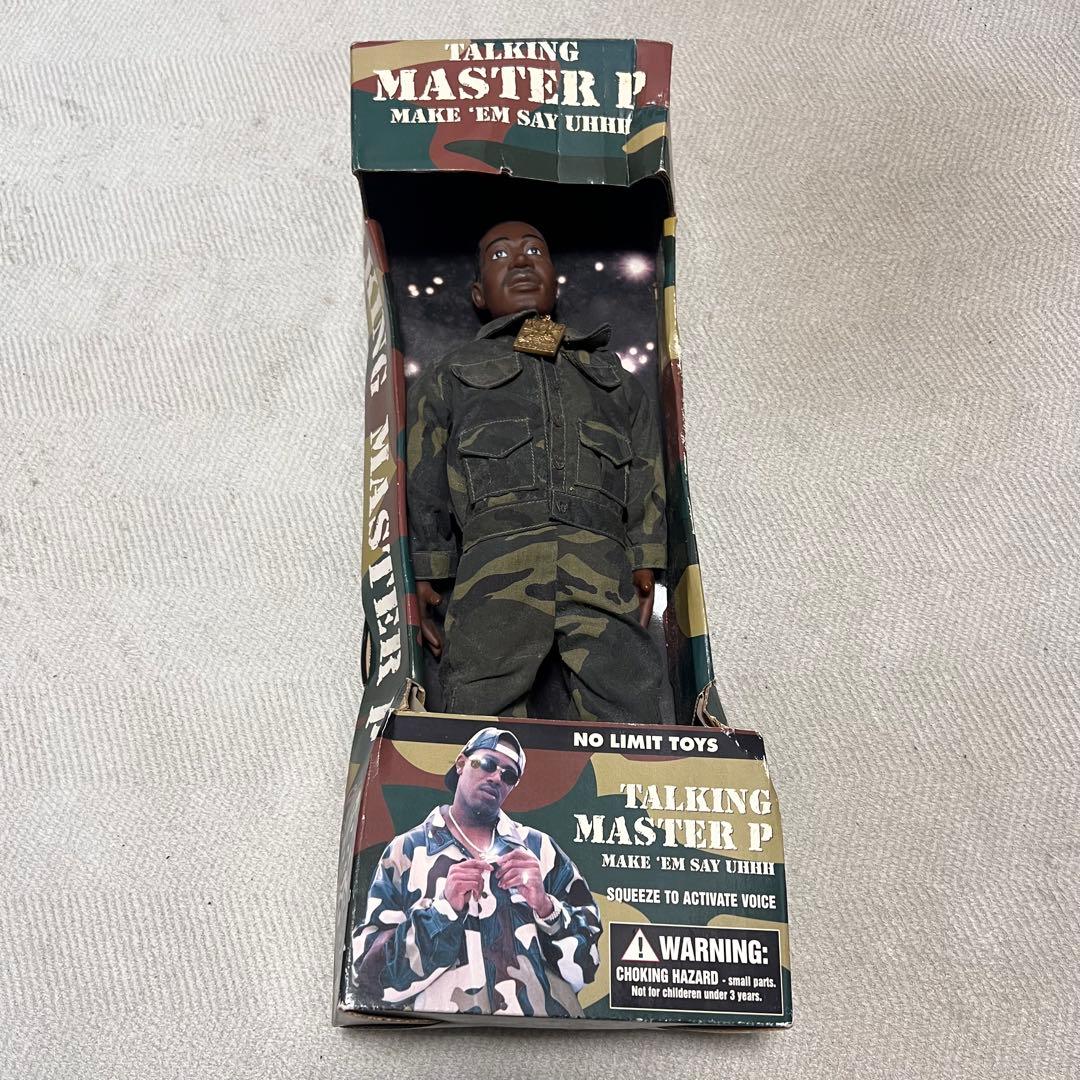 TALKING
MASTER P
MAKE 'EM SAY UHHH
KING MASTER P
NO LIMIT TOYS
TALKING
MASTER P
MAKE 'EM SAY UHHH
SQUEEZE TO ACTIVATE VOICE
WARNING:
CHOKING HAZARD - small parts.
Not for childeren under 3 years.